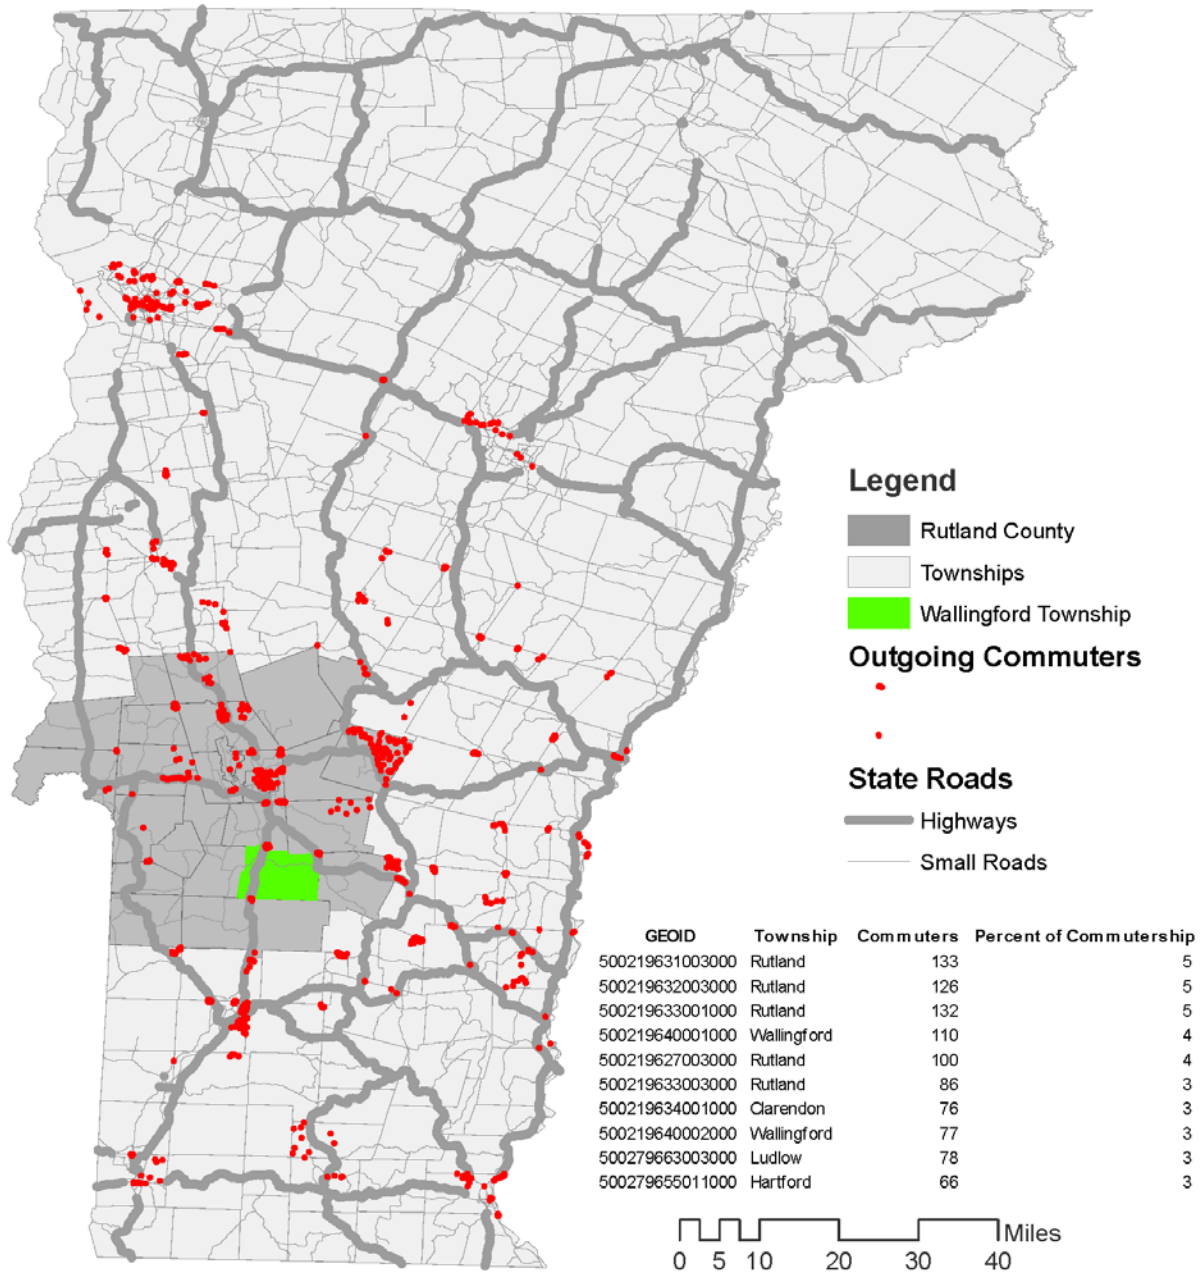 Legend
Rutland County
Townships
Wallingford Township
Outgoing Commuters
State Roads
Highways
Small Roads
GEOID Township Commuters Percent of Commutership
500219631003000 Rutland 133 5
500219632003000 Rutland 126 5
500219633001000 Rutland 132 5
500219640001000 Wallingford 110 4
500219627003000 Rutland 100 4
500219633003000 Rutland 86 3
500219634001000 Clarendon 76 3
500219640002000 Wallingford 77 3
500279663003000 Ludlow 78 3
500279655011000 Hartford 66 3
Miles
0 5 10 20 30 40